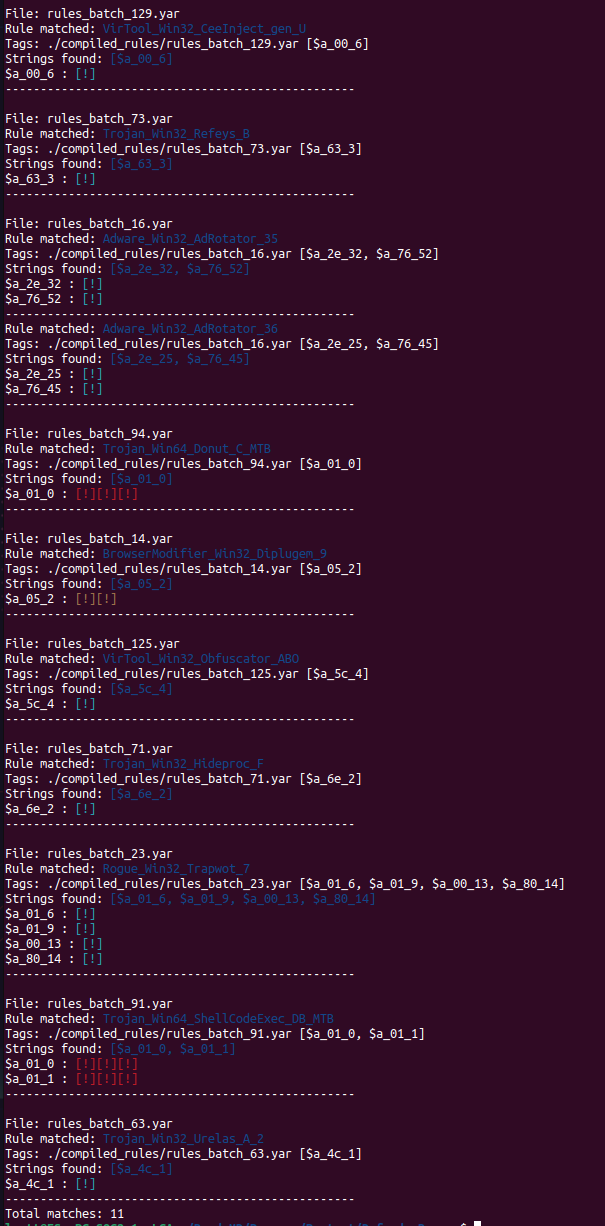 File: rules_batch_129.yar
Rule matched: VirTool_Win32_CeeInject_gen_U
Tags: ./compiled_rules/rules_batch_129.yar [$a_00_6]
Strings found: [$a_00_6]
$a_00_6 : [!]
--------------------------------------------------
File: rules_batch_73.yar
Rule matched: Trojan_Win32_Refeys_B
Tags: ./compiled_rules/rules_batch_73.yar [$a_63_3]
Strings found: [$a_63_3]
$a_63_3 : [!]
--------------------------------------------------
File: rules_batch_16.yar
Rule matched: Adware_Win32_AdRotator_35
Tags: ./compiled_rules/rules_batch_16.yar [$a_2e_32, $a_76_52]
Strings found: [$a_2e_32, $a_76_52]
$a_2e_32 : [!]
$a_76_52 : [!]
--------------------------------------------------
Rule matched: Adware_Win32_AdRotator_36
Tags: ./compiled_rules/rules_batch_16.yar [$a_2e_25, $a_76_45]
Strings found: [$a_2e_25, $a_76_45]
$a_2e_25 : [!]
$a_76_45 : [!]
--------------------------------------------------
File: rules_batch_94.yar
Rule matched: Trojan_Win64_Donut_C_MTB
Tags: ./compiled_rules/rules_batch_94.yar [$a_01_0]
Strings found: [$a_01_0]
$a_01_0 : [!][!][!]
--------------------------------------------------
File: rules_batch_14.yar
Rule matched: BrowserModifier_Win32_Diplugem_9
Tags: ./compiled_rules/rules_batch_14.yar [$a_05_2]
Strings found: [$a_05_2]
$a_05_2 : [!][!]
--------------------------------------------------
File: rules_batch_125.yar
Rule matched: VirTool_Win32_Obfuscator_ABO
Tags: ./compiled_rules/rules_batch_125.yar [$a_5c_4]
Strings found: [$a_5c_4]
$a_5c_4 : [!]
--------------------------------------------------
File: rules_batch_71.yar
Rule matched: Trojan_Win32_Hideproc_F
Tags: ./compiled_rules/rules_batch_71.yar [$a_6e_2]
Strings found: [$a_6e_2]
$a_6e_2 : [!]
--------------------------------------------------
File: rules_batch_23.yar
Rule matched: Rogue_Win32_Trapwot_7
Tags: ./compiled_rules/rules_batch_23.yar [$a_01_6, $a_01_9, $a_00_13, $a_80_14]
Strings found: [$a_01_6, $a_01_9, $a_00_13, $a_80_14]
$a_01_6 : [!]
$a_01_9 : [!]
$a_00_13 : [!]
$a_80_14 : [!]
--------------------------------------------------
File: rules_batch_91.yar
Rule matched: Trojan_Win64_ShellCodeExec_DB_MTB
Tags: ./compiled_rules/rules_batch_91.yar [$a_01_0, $a_01_1]
Strings found: [$a_01_0, $a_01_1]
$a_01_0 : [!][!][!]
$a_01_1 : [!][!][!]
--------------------------------------------------
File: rules_batch_63.yar
Rule matched: Trojan_Win32_Urelas_A_2
Tags: ./compiled_rules/rules_batch_63.yar [$a_4c_1]
Strings found: [$a_4c_1]
$a_4c_1 : [!]
--------------------------------------------------
Total matches: 11